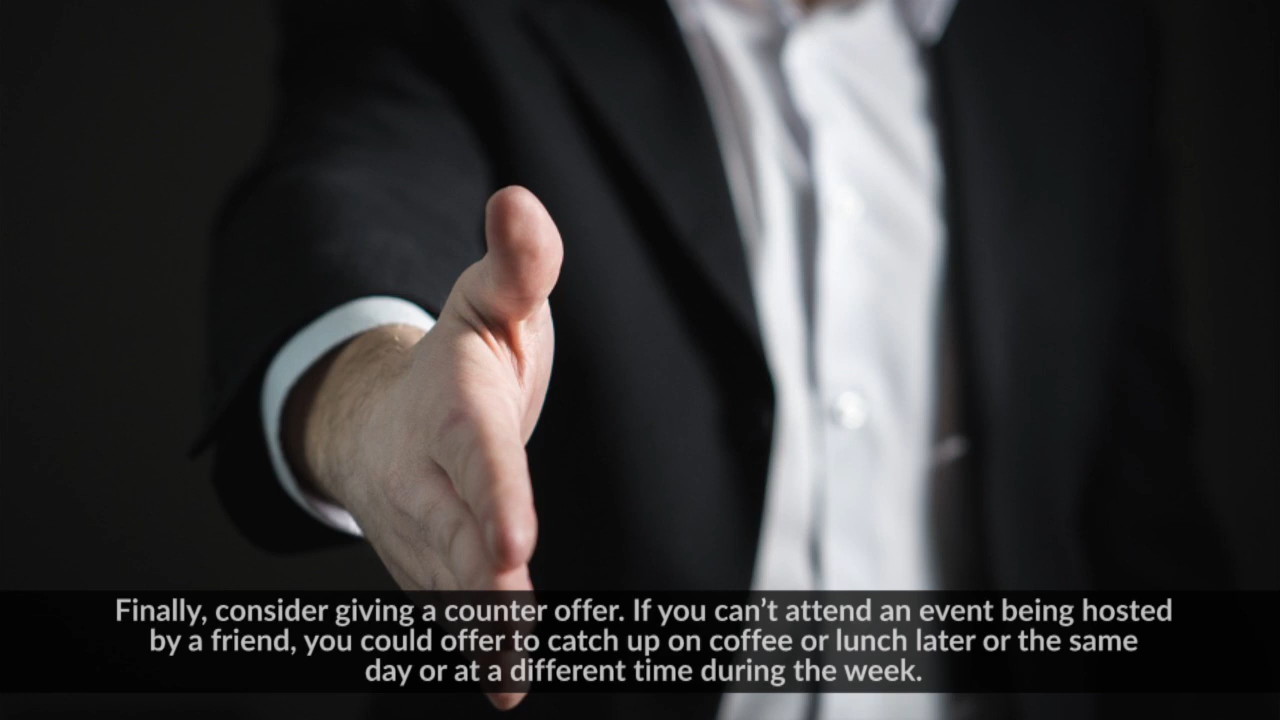 Finally, consider giving a counter offer. If you can’t attend an event being hosted
by a friend, you could offer to catch up on coffee or lunch later or the same
day or at a different time during the week.